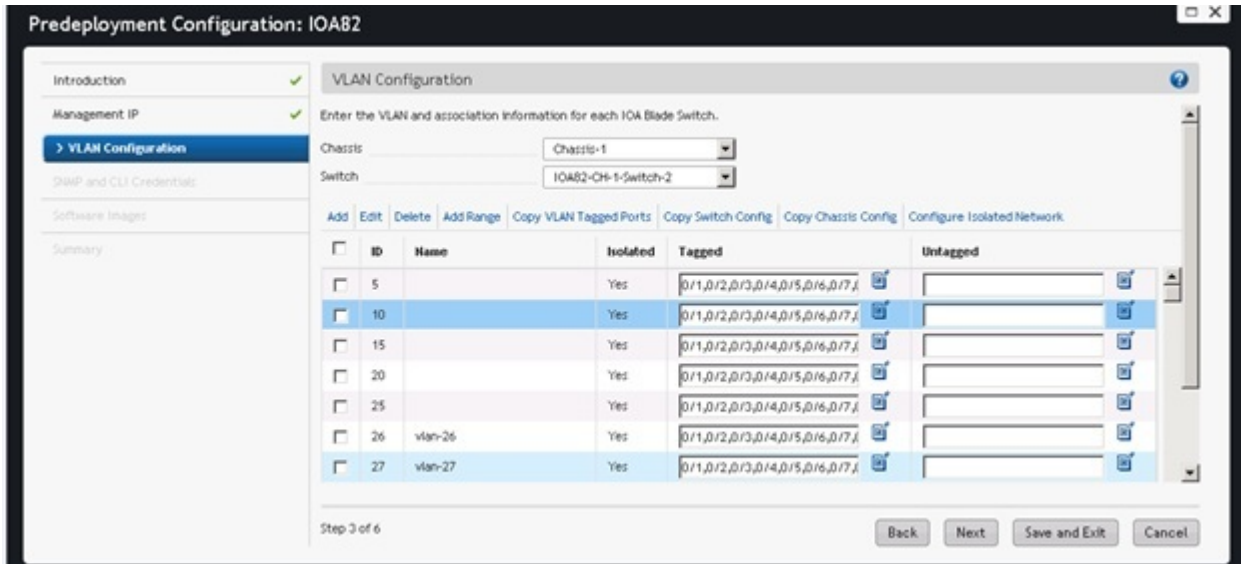 Predeployment Configuration: IOA82
Introduction
Management IP
> VLAN Configuration
SNMP and CLI Credentials
Software Images
Summary
VLAN Configuration
Enter the VLAN and association information for each IOA Blade Switch.
Chassis Chassis-1
Switch IOA82-CH-1-Switch-2
Add Edit Delete Add Range Copy VLAN Tagged Ports Copy Switch Config Copy Chassis Config Configure Isolated Network
ID Name Isolated Tagged Untagged
5 Yes 0/1,0/2,0/3,0/4,0/5,0/6,0/7,
10 Yes 0/1,0/2,0/3,0/4,0/5,0/6,0/7,
15 Yes 0/1,0/2,0/3,0/4,0/5,0/6,0/7,
20 Yes 0/1,0/2,0/3,0/4,0/5,0/6,0/7,
25 Yes 0/1,0/2,0/3,0/4,0/5,0/6,0/7,
26 vlan-26 Yes 0/1,0/2,0/3,0/4,0/5,0/6,0/7,
27 vlan-27 Yes 0/1,0/2,0/3,0/4,0/5,0/6,0/7,
Step 3 of 6
Back Next Save and Exit Cancel